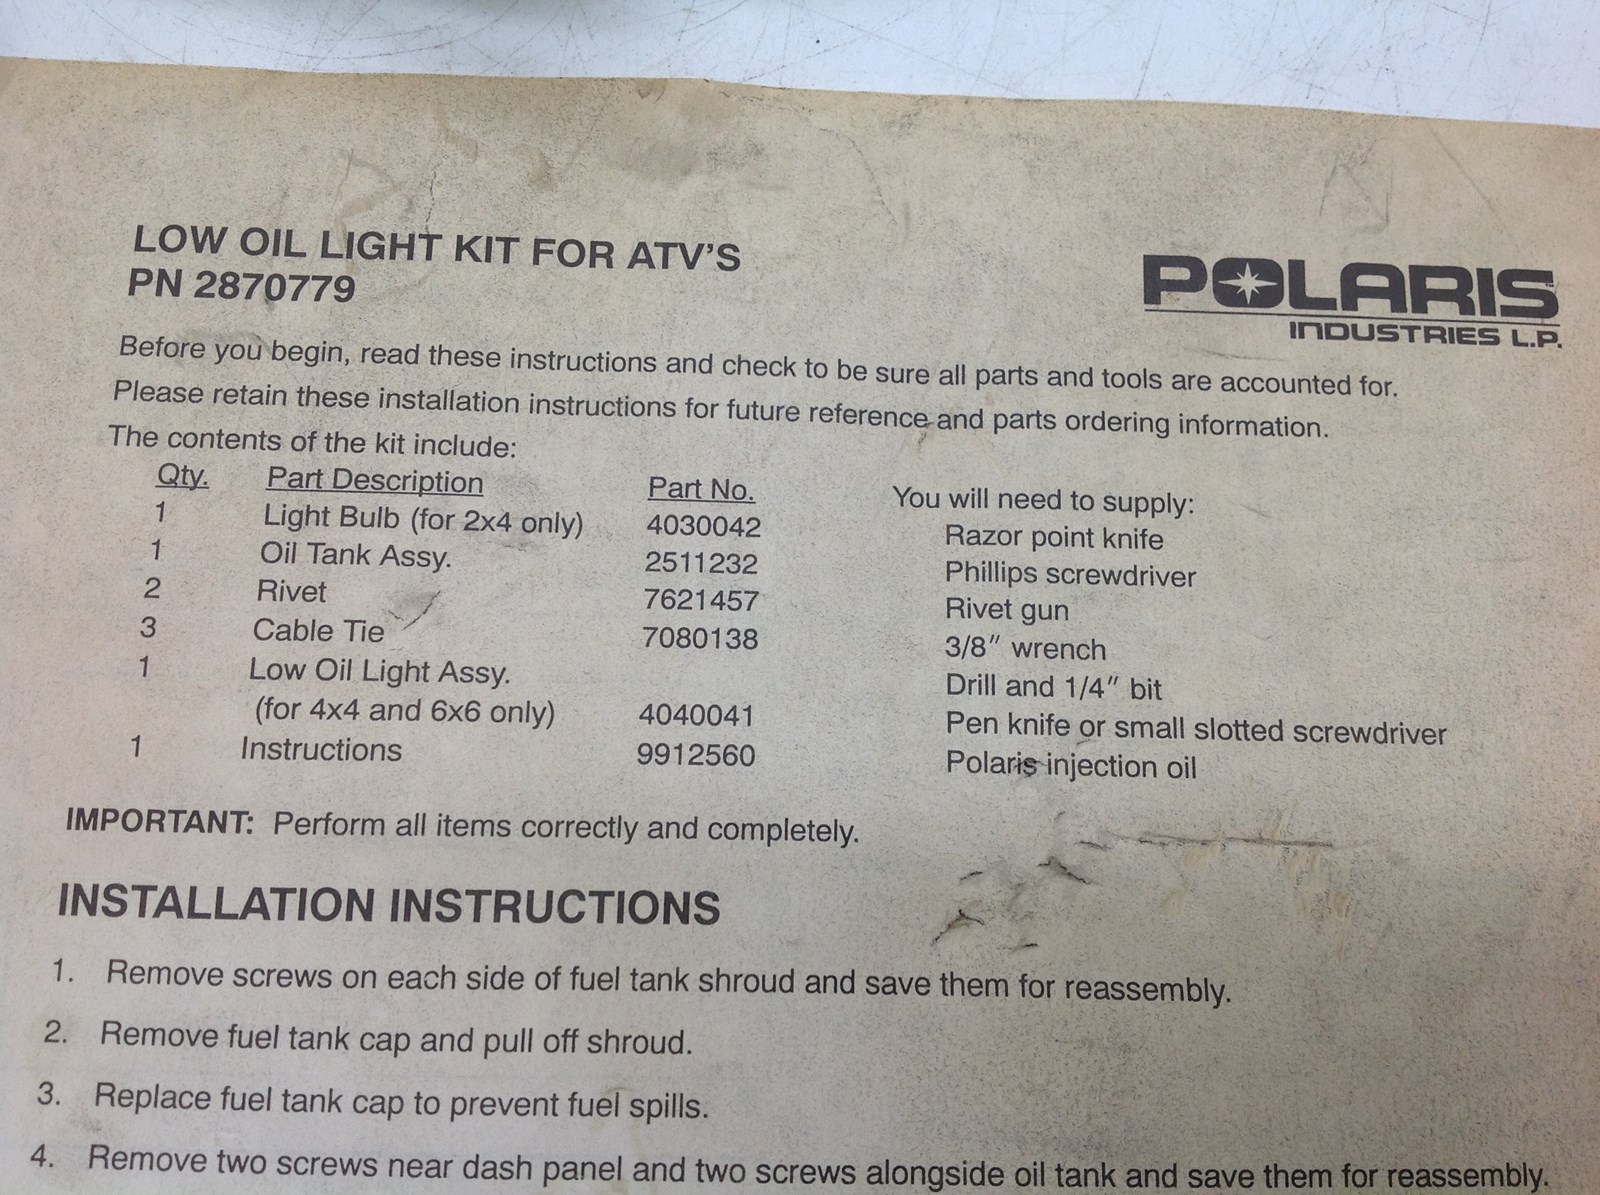 LOW OIL LIGHT KIT FOR ATV'S
PN 2870779
POLARIS
INDUSTRIES L.P.
Before you begin, read these instructions and check to be sure all parts and tools are accounted for.
Please retain these installation instructions for future reference and parts ordering information.
The contents of the kit include:
Qty. Part Description Part No.
1 Light Bulb (for 2x4 only) 4030042
1 Oil Tank Assy. 2511232
2 Rivet 7621457
3 Cable Tie 7080138
1 Low Oil Light Assy.
(for 4x4 and 6x6 only) 4040041
1 Instructions 9912560
You will need to supply:
Razor point knife
Phillips screwdriver
Rivet gun
3/8" wrench
Drill and 1/4" bit
Pen knife or small slotted screwdriver
Polaris injection oil
IMPORTANT: Perform all items correctly and completely.
INSTALLATION INSTRUCTIONS
1. Remove screws on each side of fuel tank shroud and save them for reassembly.
2. Remove fuel tank cap and pull off shroud.
3. Replace fuel tank cap to prevent fuel spills.
4. Remove two screws near dash panel and two screws alongside oil tank and save them for reassembly.